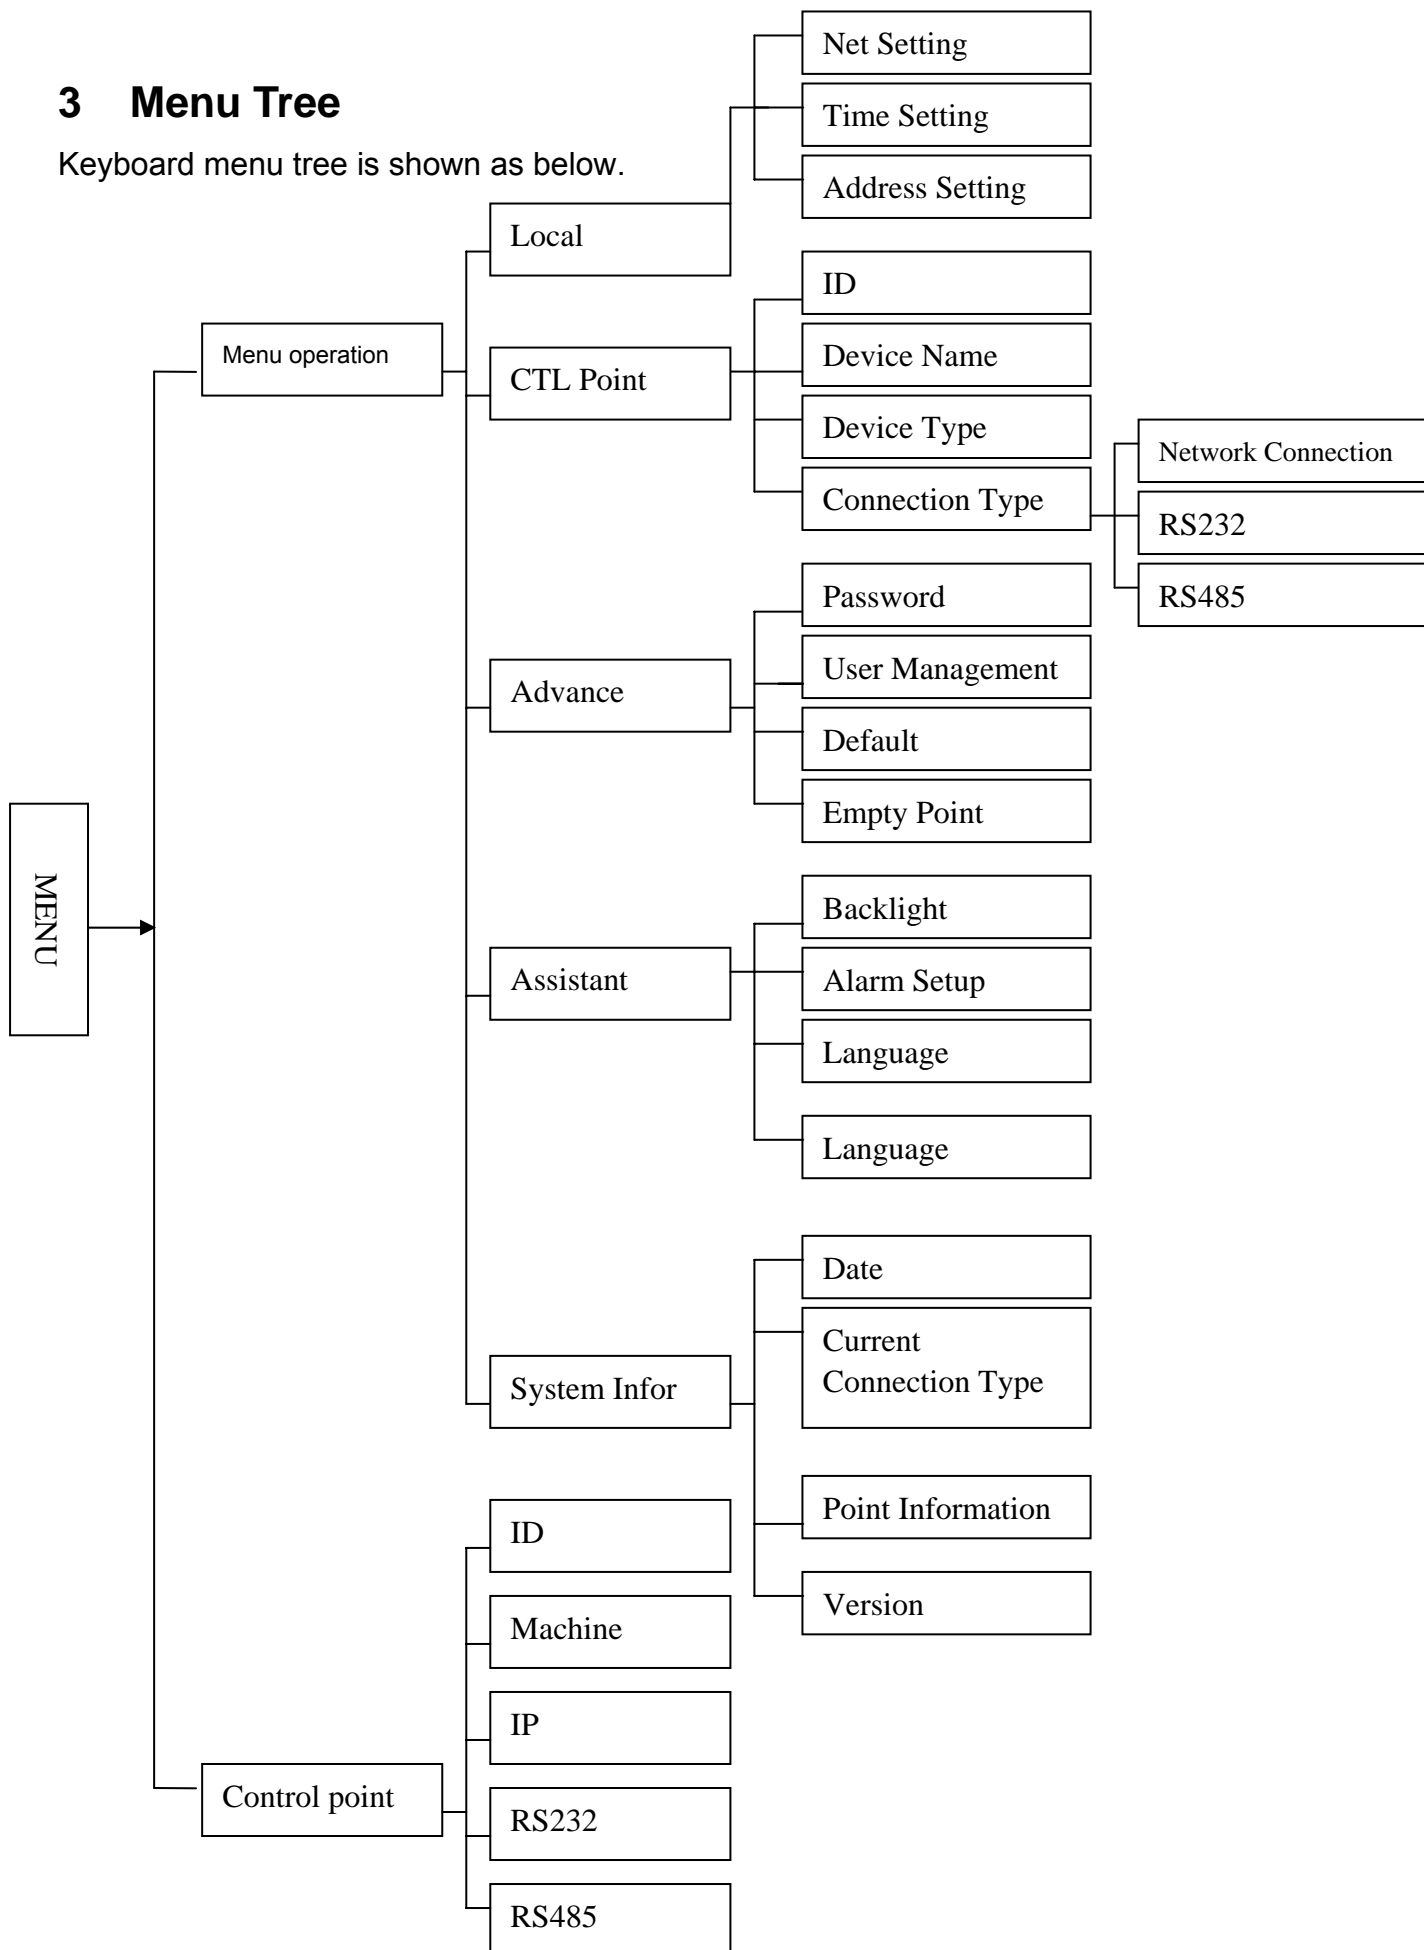 3 Menu Tree
Keyboard menu tree is shown as below.
MENU
Menu operation
Local
Net Setting
Time Setting
Address Setting
CTL Point
ID
Device Name
Device Type
Connection Type
Network Connection
RS232
RS485
Advance
Password
User Management
Default
Empty Point
Assistant
Backlight
Alarm Setup
Language
Language
System Infor
Date
Current
Connection Type
Point Information
Version
Control point
ID
Machine
IP
RS232
RS485